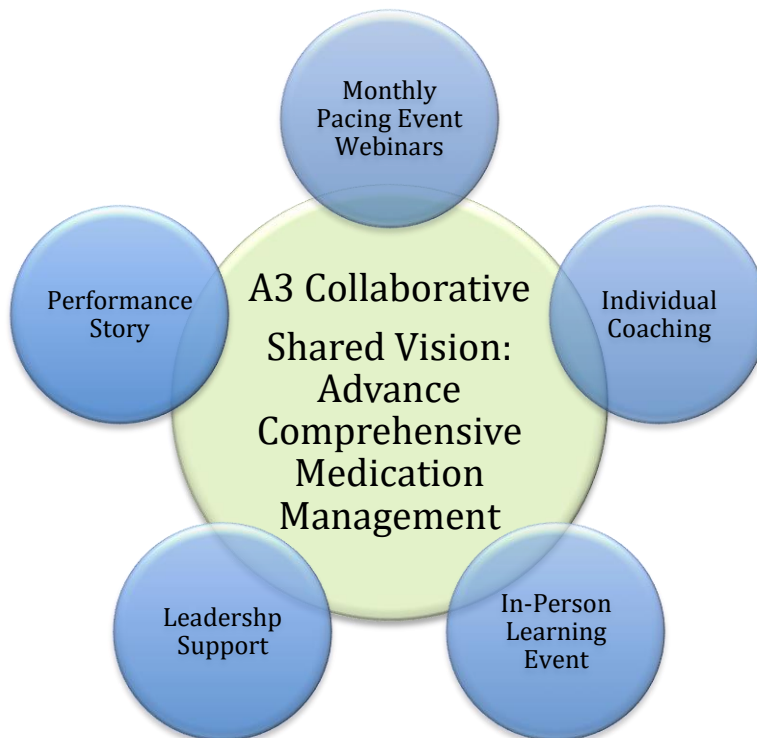 Monthly
Pacing Event
Webinars
Performance
Story
A3 Collaborative
Shared Vision:
Advance
Comprehensive
Medication
Management
Individual
Coaching
Leadershp
Support
In-Person
Learning
Event